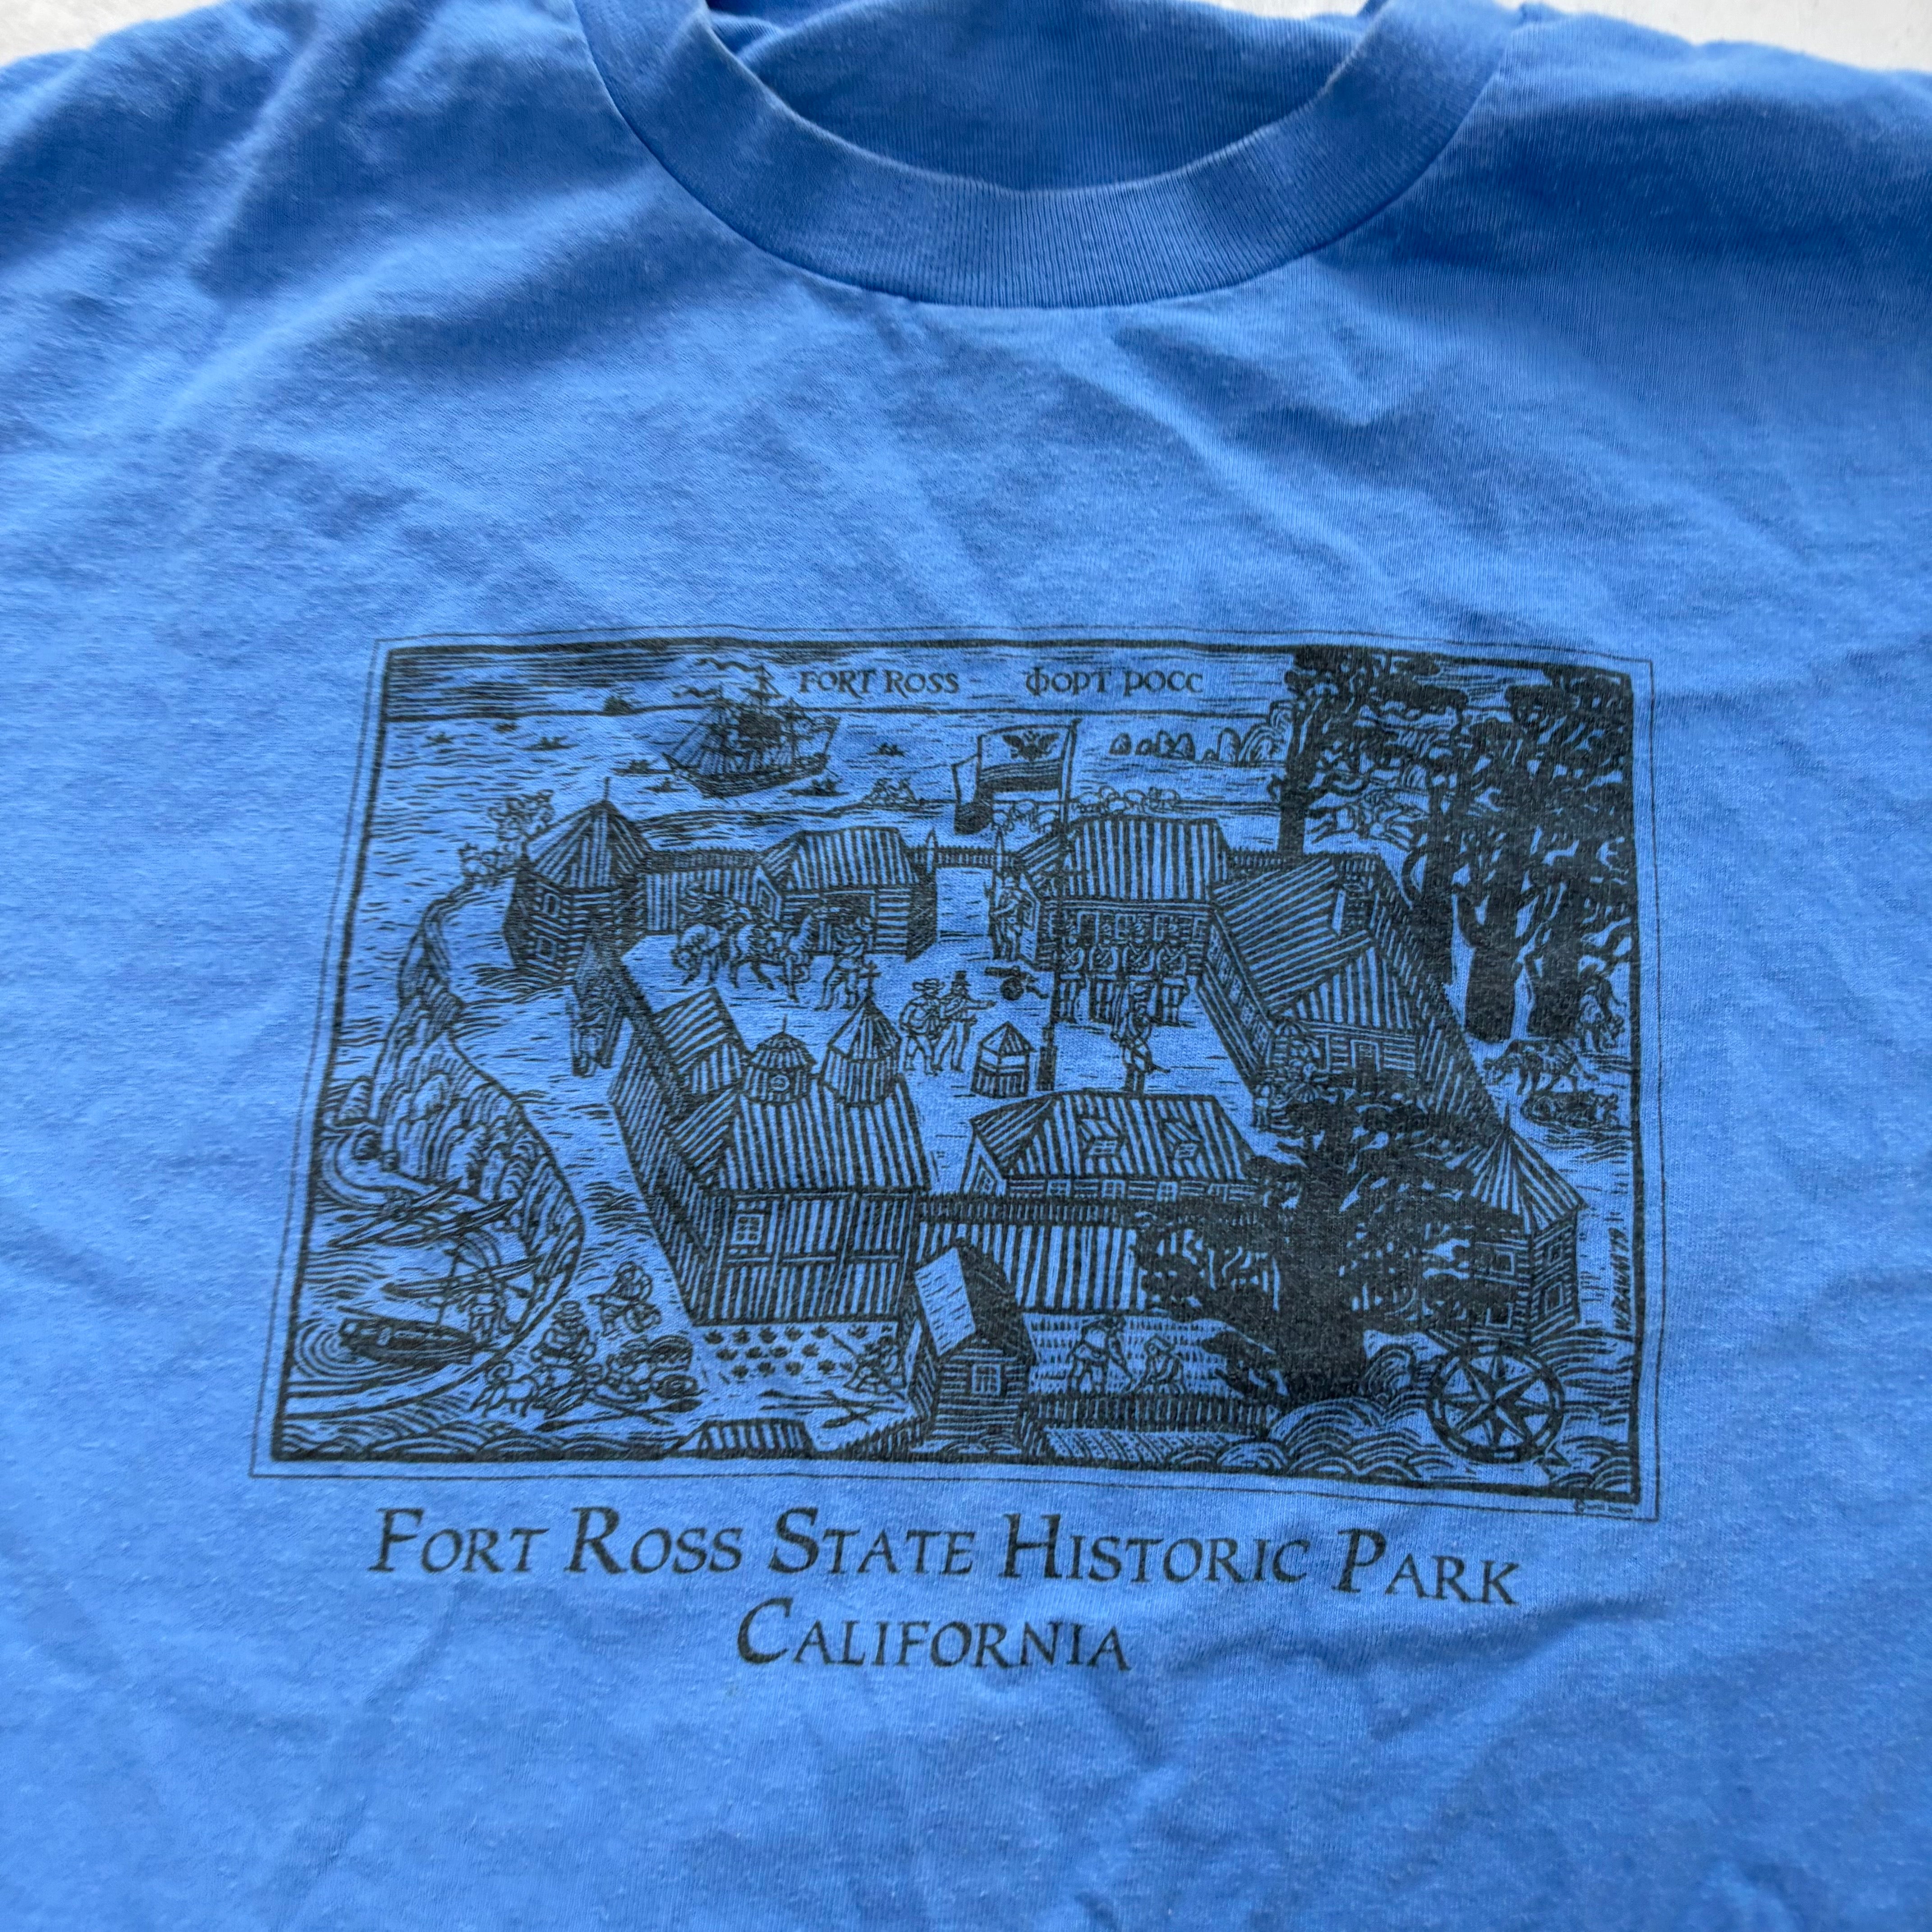 FORT ROSS ФОРТ РОСС
FORT ROSS STATE HISTORIC PARK
CALIFORNIA